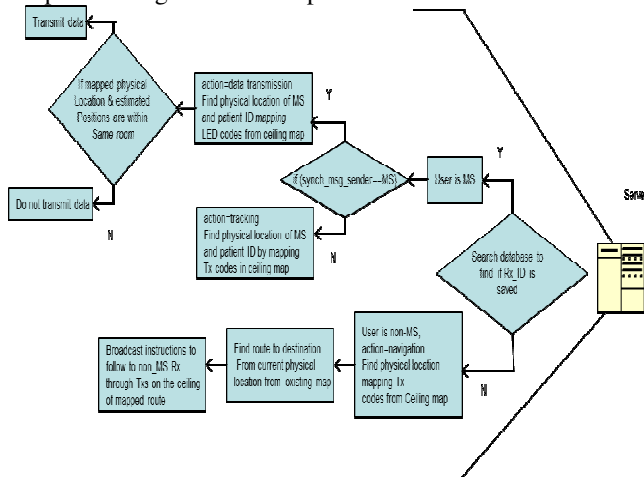 Transmit data
If mapped physical
Location & estimated
Positions are within
Same room
Do not transmit data
N
action=data transmission
Find physical location of MS
and patient ID mapping
LED codes from ceiling map
Y
if (synch_msg_sender==MS)
User is MS
Y
action=tracking
Find physical location of MS
and patient ID by mapping
Tx codes in ceiling map
N
Search database to
find if Rx_ID is
saved
Serve
User is non-MS,
action=navigation
Find physical location
mapping Tx
codes from Ceiling map
N
Find route to destination
From current physical
location from existing map
Broadcast instructions to
follow to non_MS Rx
through Txs on the ceiling
of mapped route